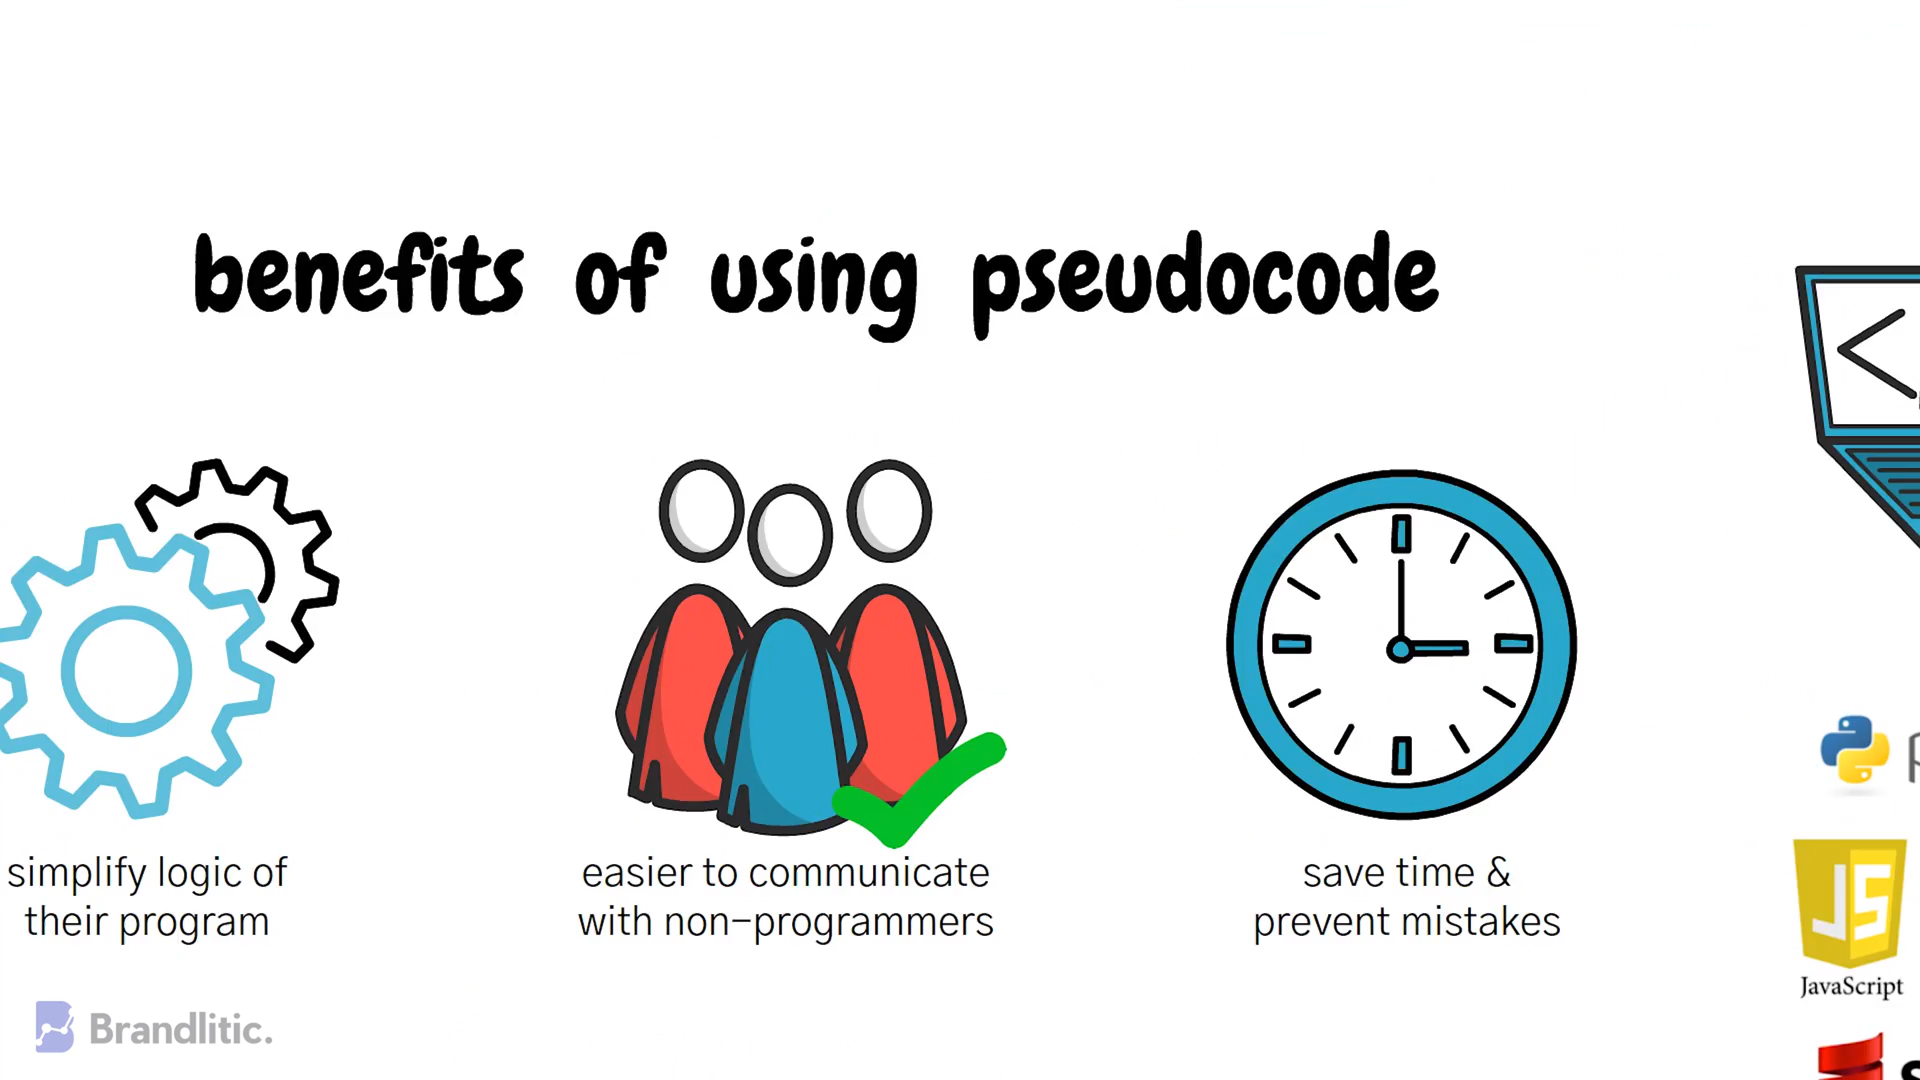 benefits of using pseudocode
simplify logic of
their program
easier to communicate
with non-programmers
save time &
prevent mistakes
JS
JavaScript
Brandlitic.